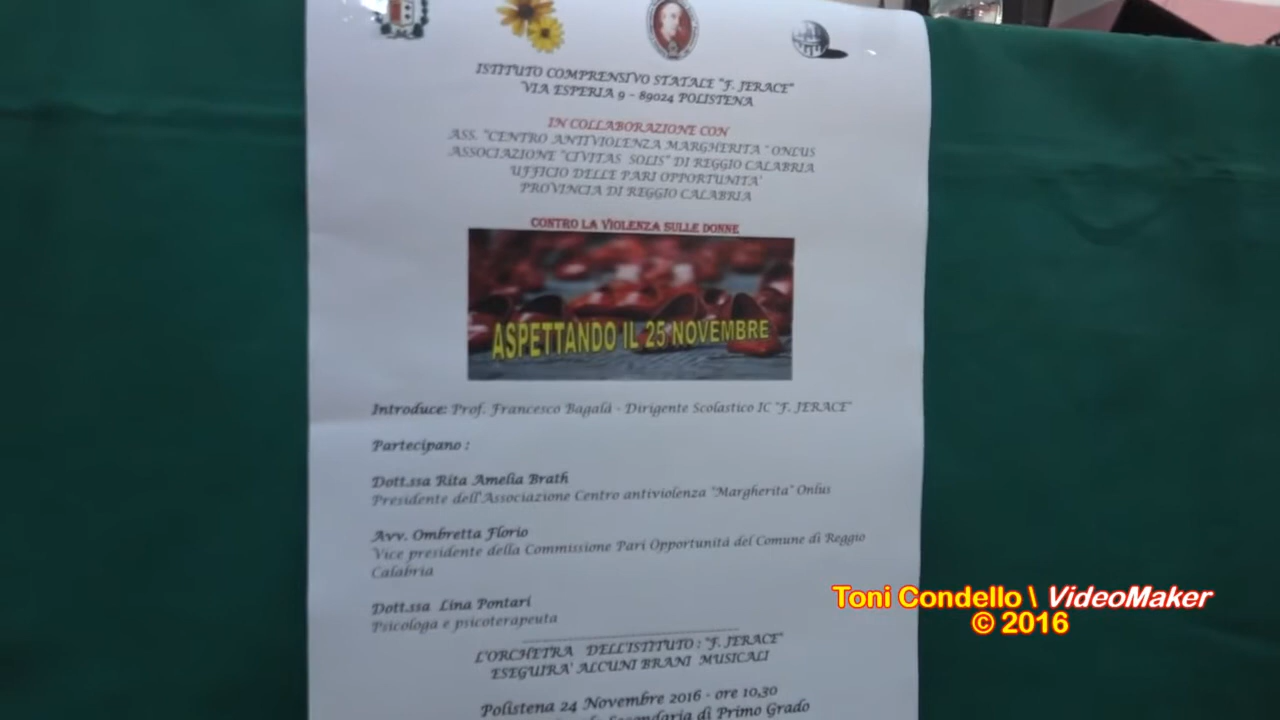 ISTITUTO COMPRENSIVO STATALE "F. JERACE"
VIA ESPERIA 9 - 89024 POLISTENA
IN COLLABORAZIONE CON
ASS. "CENTRO ANTIVIOLENZA MARGHERITA" ONLUS
ASSOCIAZIONE "CIVITAS SOLIS" DI REGGIO CALABRIA
UFFICIO DELLE PARI OPPORTUNITA'
PROVINCIA DI REGGIO CALABRIA
CONTRO LA VIOLENZA SULLE DONNE
ASPETTANDO IL 25 NOVEMBRE
Introduce: Prof. Francesco Bagalà - Dirigente Scolastico IC "F. JERACE"
Partecipano :
Dott.ssa Rita Amelia Brath
Presidente dell'Associazione Centro antiviolenza "Margherita" Onlus
Avv. Ombretta Florio
Vice presidente della Commissione Pari Opportunità del Comune di Reggio
Calabria
Dott.ssa Lina Pontari
Psicologa e psicoterapeuta
L'ORCHETRA DELL'ISTITUTO : "F. JERACE"
ESEGUIRA' ALCUNI BRANI MUSICALI
Polistena 24 Novembre 2016 - ore 10,30
Secondaria di Primo Grado
Toni Condello \ VideoMaker
© 2016